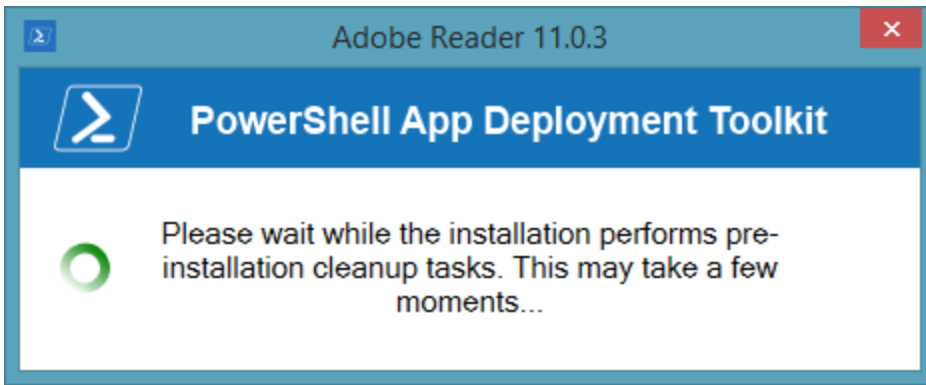 Adobe Reader 11.0.3
PowerShell App Deployment Toolkit
Please wait while the installation performs pre-
installation cleanup tasks. This may take a few
moments...